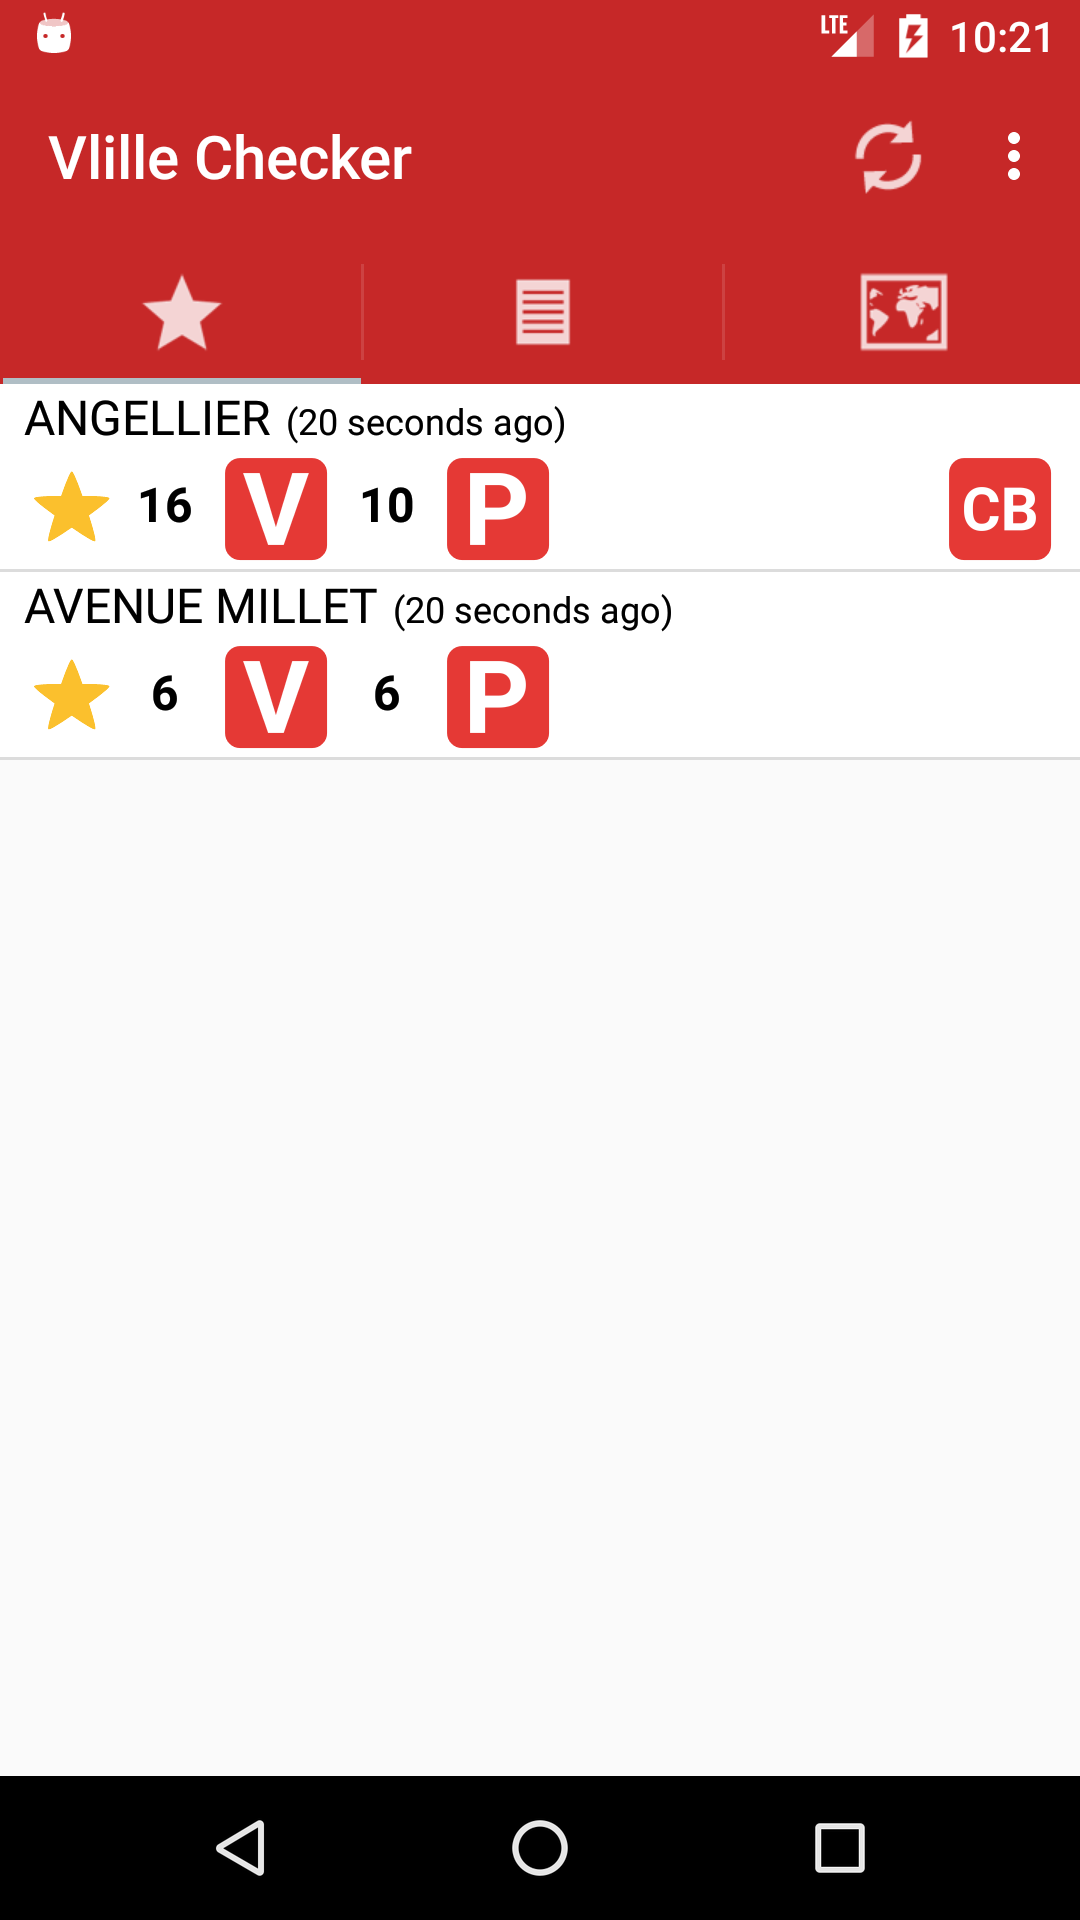 LTE 10:21
Vlille Checker
ANGELLIER (20 seconds ago)
16 V 10 P CB
AVENUE MILLET (20 seconds ago)
6 V 6 P